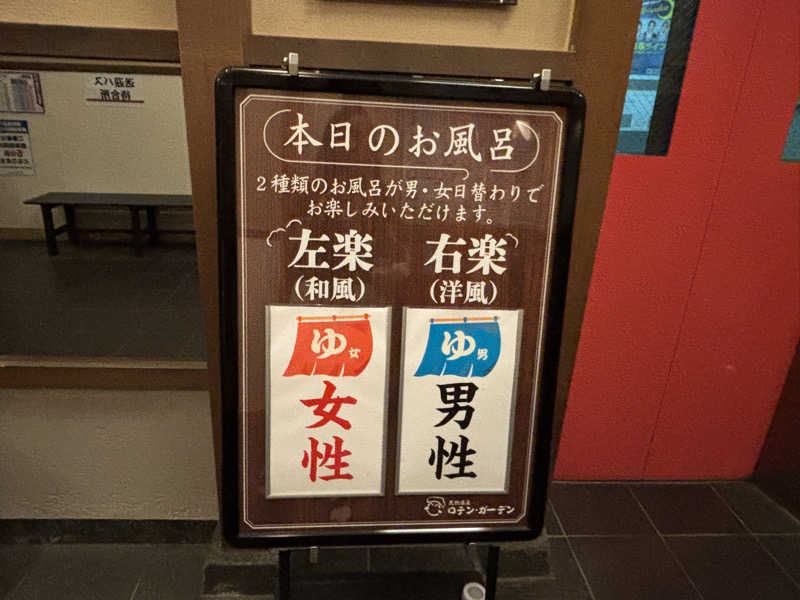 本日のお風呂
2種類のお風呂が男・女日替わりで
お楽しみいただけます。
左楽
(和風)
右楽
(洋風)
ゆ女
女性
ゆ男
男性
天然温泉
ロテン・ガーデン